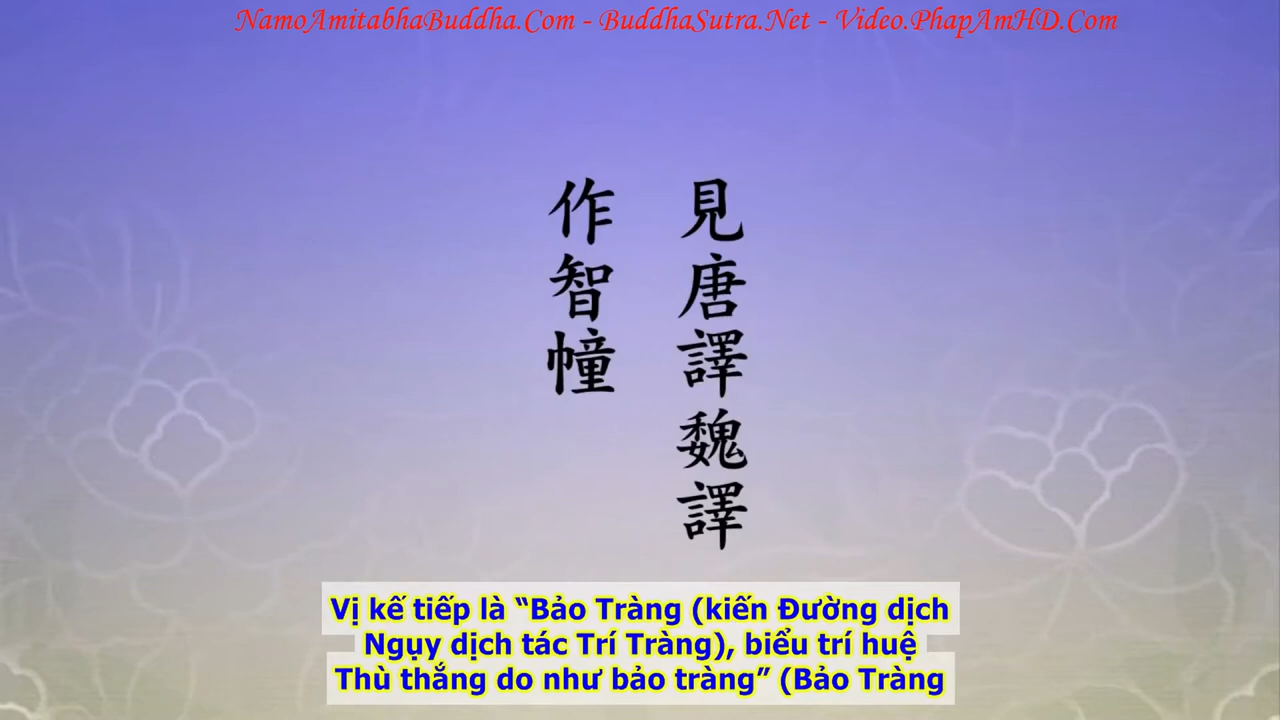 NamoAmitabhaBuddha.Com - BuddhaSutra.Net - Video.PhapAmHD.Com
見唐譯魏譯
作智幢
Vị kế tiếp là “Bảo Tràng (kiến Đường dịch
Ngụy dịch tác Trí Tràng), biểu trí huệ
Thù thắng do như bảo tràng” (Bảo Tràng